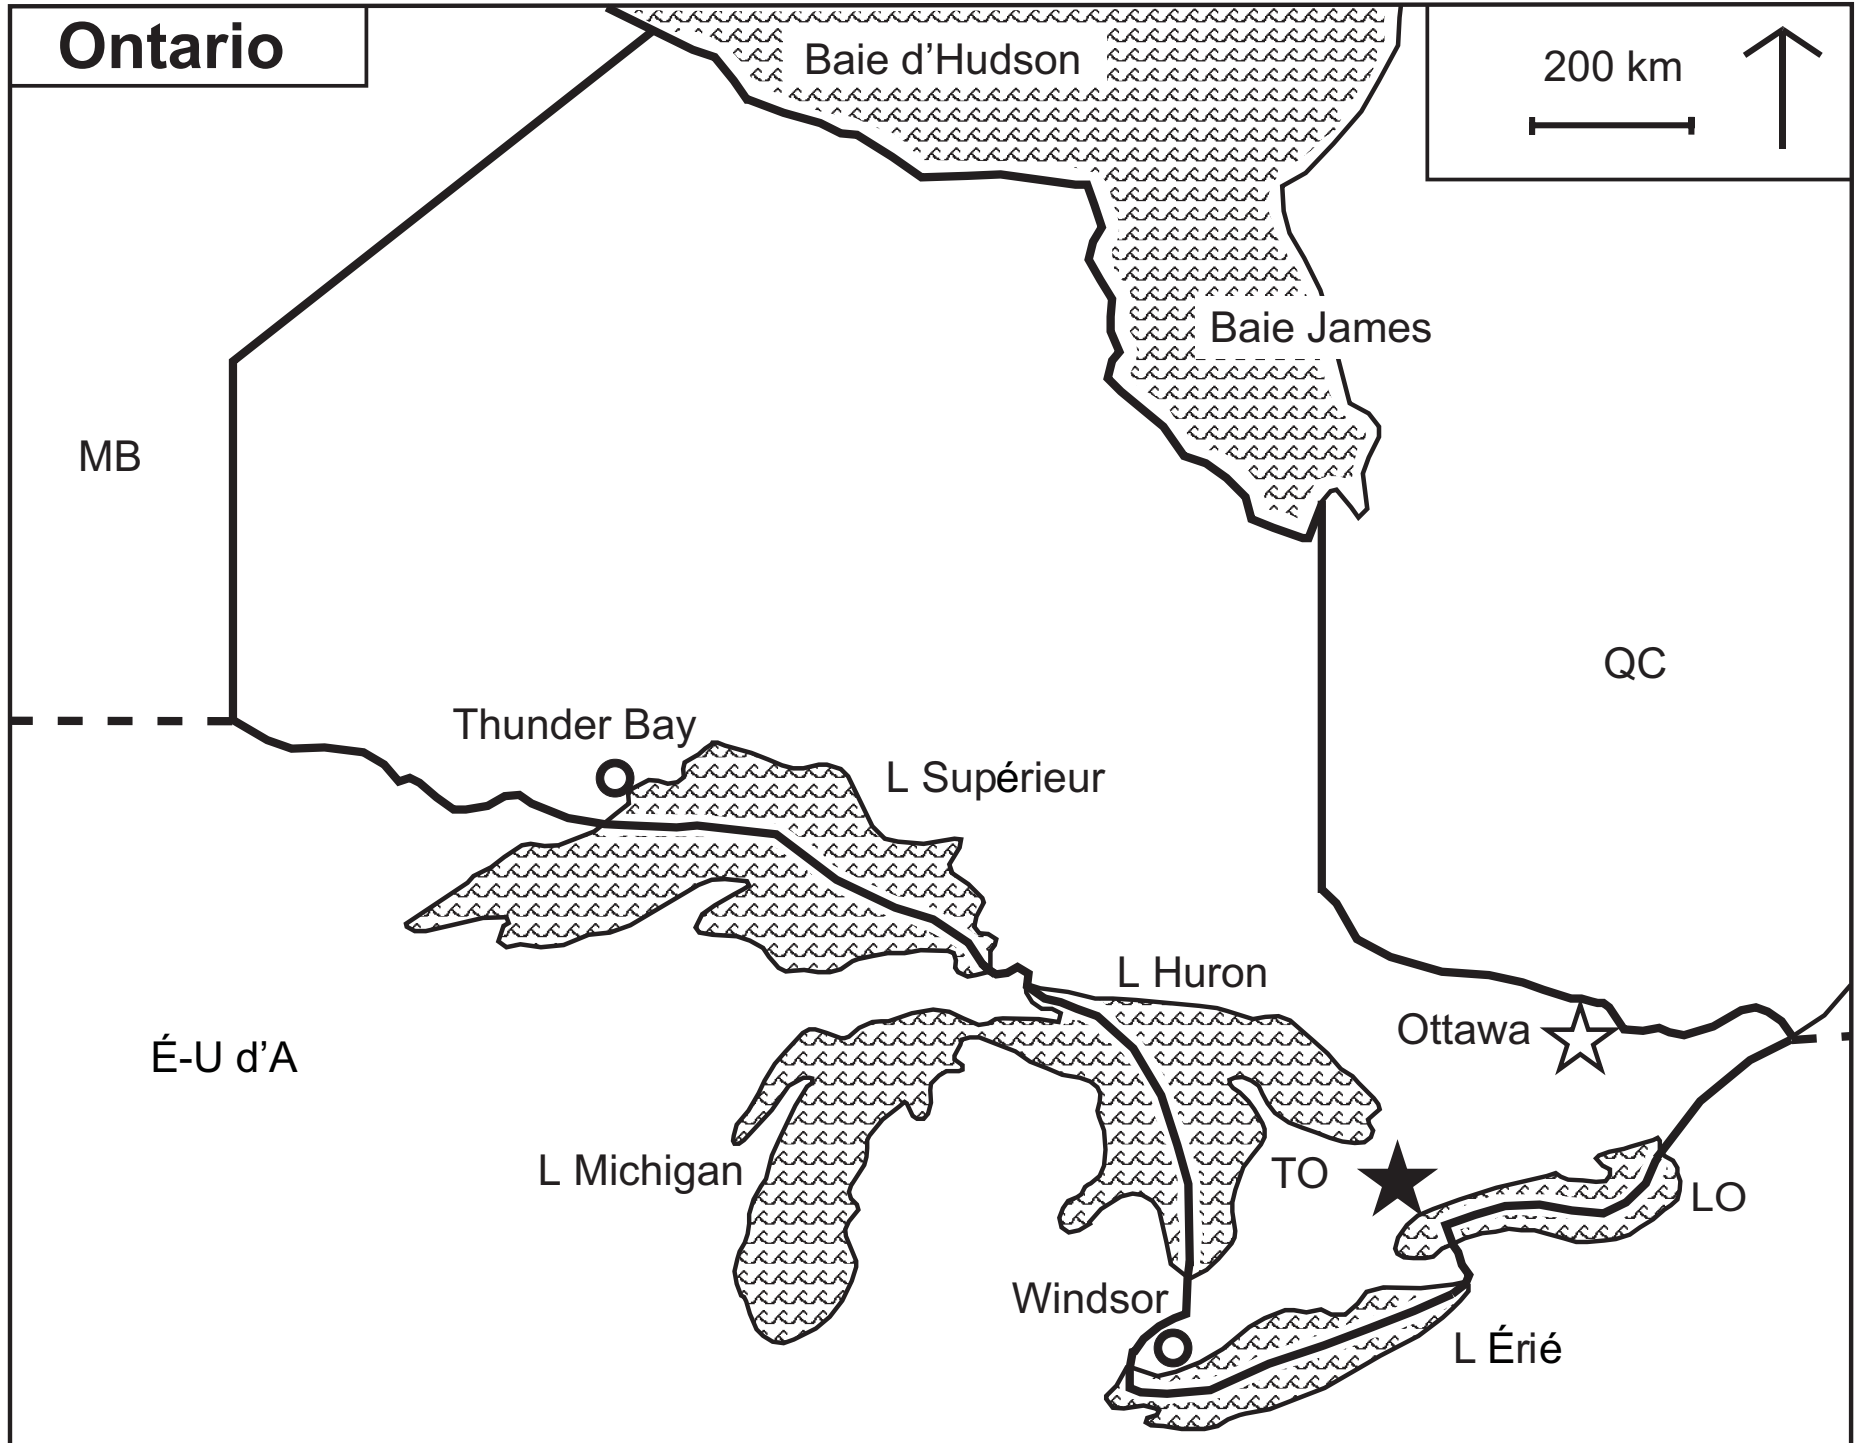 Ontario
Baie d’Hudson
200 km
Baie James
MB
QC
Thunder Bay
L Supérieur
L Huron
Ottawa
É-U d’A
L Michigan
TO
LO
Windsor
L Érié